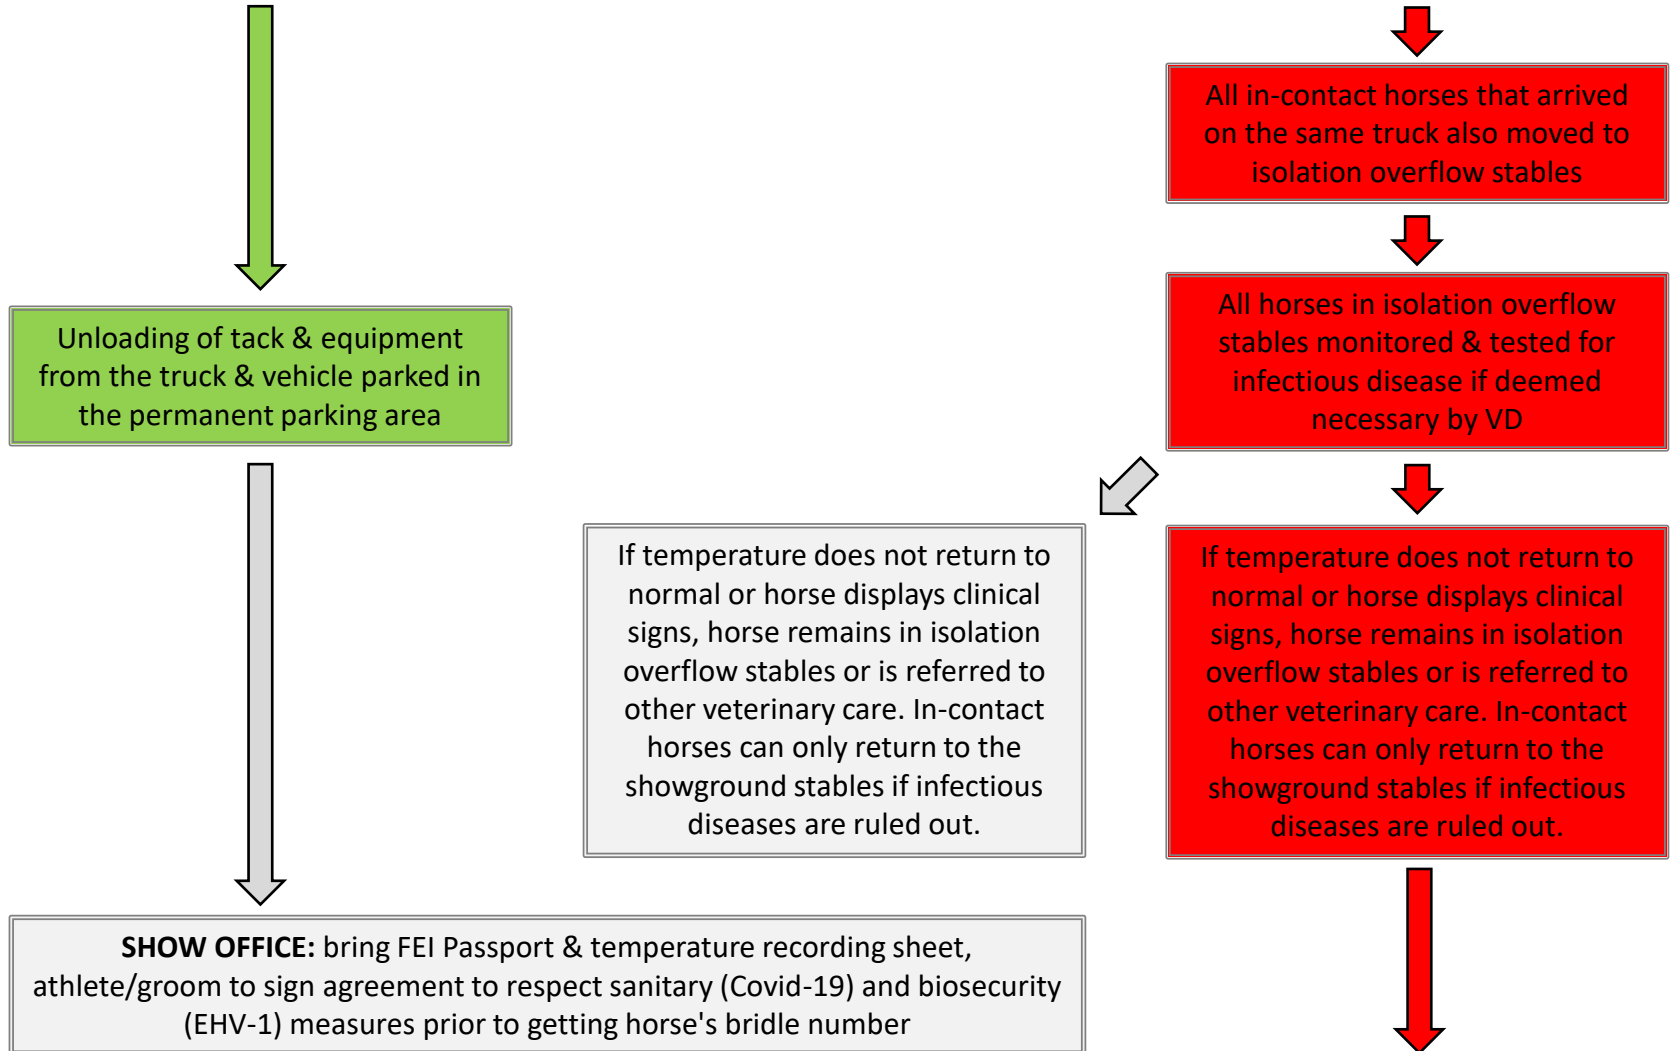 All in-contact horses that arrived
on the same truck also moved to
isolation overflow stables
All horses in isolation overflow
stables monitored & tested for
infectious disease if deemed
necessary by VD
Unloading of tack & equipment
from the truck & vehicle parked in
the permanent parking area
If temperature does not return to
normal or horse displays clinical
signs, horse remains in isolation
overflow stables or is referred to
other veterinary care. In-contact
horses can only return to the
showground stables if infectious
diseases are ruled out.
If temperature does not return to
normal or horse displays clinical
signs, horse remains in isolation
overflow stables or is referred to
other veterinary care. In-contact
horses can only return to the
showground stables if infectious
diseases are ruled out.
SHOW OFFICE: bring FEI Passport & temperature recording sheet,
athlete/groom to sign agreement to respect sanitary (Covid-19) and biosecurity
(EHV-1) measures prior to getting horse's bridle number